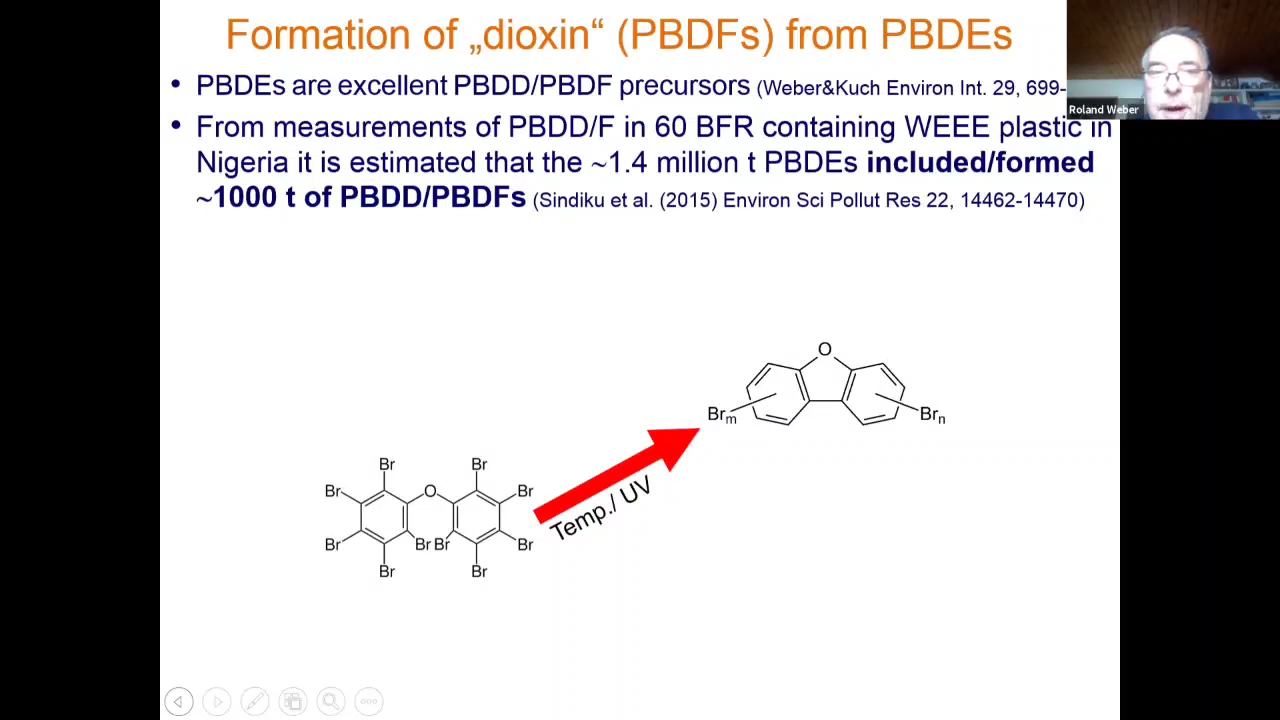 Formation of „dioxin“ (PBDFs) from PBDEs
• PBDEs are excellent PBDD/PBDF precursors (Weber&Kuch Environ Int. 29, 699-
Roland Weber
• From measurements of PBDD/F in 60 BFR containing WEEE plastic in
Nigeria it is estimated that the ~1.4 million t PBDEs included/formed
~1000 t of PBDD/PBDFs (Sindiku et al. (2015) Environ Sci Pollut Res 22, 14462-14470)
O
Brm
Brn
Temp./ UV
Br
Br
Br
O
Br
Br
Br
Br
Br
Br
Br